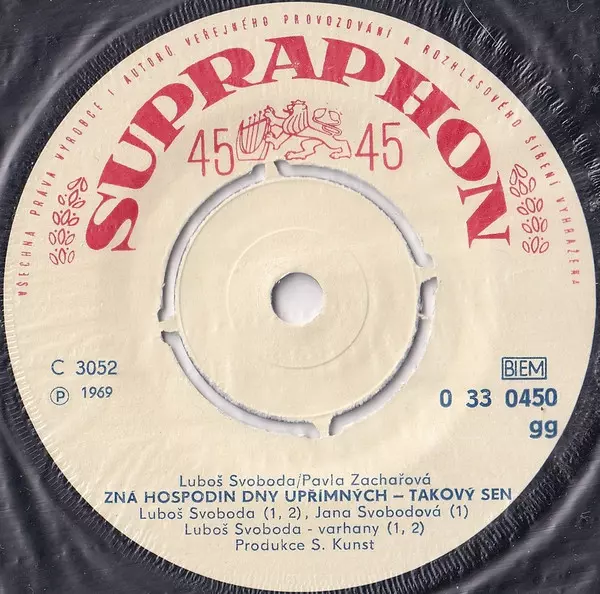 VŠECHNA PRÁVA VÝROBCE I AUTORŮ VEŘEJNÉHO PROVOZOVÁNÍ A ROZHLASOVÉHO ŠÍŘENÍ VYHRAŽENA
SUPRAPHON
45 45
C 3052
BIEM
Ⓟ 1969
0 33 0450
gg
Luboš Svoboda/Pavla Zachařová
ZNÁ HOSPODIN DNY UPŘÍMNÝCH – TAKOVÝ SEN
Luboš Svoboda (1, 2), Jana Svobodová (1)
Luboš Svoboda - varhany (1, 2)
Produkce S. Kunst